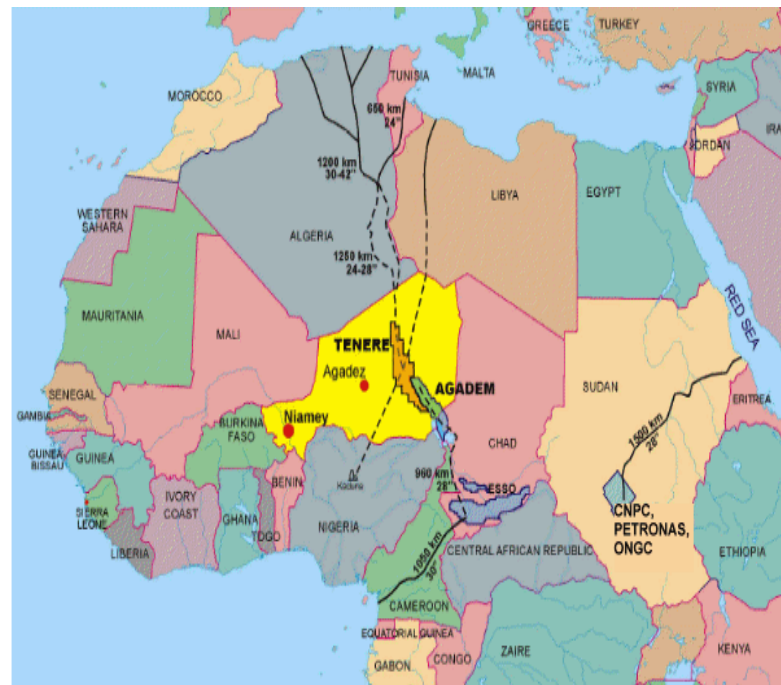 GREECE
TURKEY
TUNISIA
MALTA
SYRIA
MOROCCO
650 km
24"
JORDAN
IRA
1200 km
30-42"
LIBYA
EGYPT
WESTERN
SAHARA
ALGERIA
1250 km
24-28"
RED SEA
MAURITANIA
MALI
TENERE
Agadez
AGADEM
SUDAN
SENEGAL
GAMBIA
Niamey
CHAD
ERITREA
BURKINA
FASO
1500 km
28"
GUINEA
BISSAU
GUINEA
960 km
28"
ESSO
BENIN
Kaduna
IVORY
COAST
GHANA
TOGO
NIGERIA
SIERRA
LEONE
CNPC,
PETRONAS,
ONGC
LIBERIA
1050 km
30"
CENTRAL AFRICAN REPUBLIC
ETHIOPIA
CAMEROON
EQUATORIAL GUINEA
GABON
CONGO
ZAIRE
KENYA